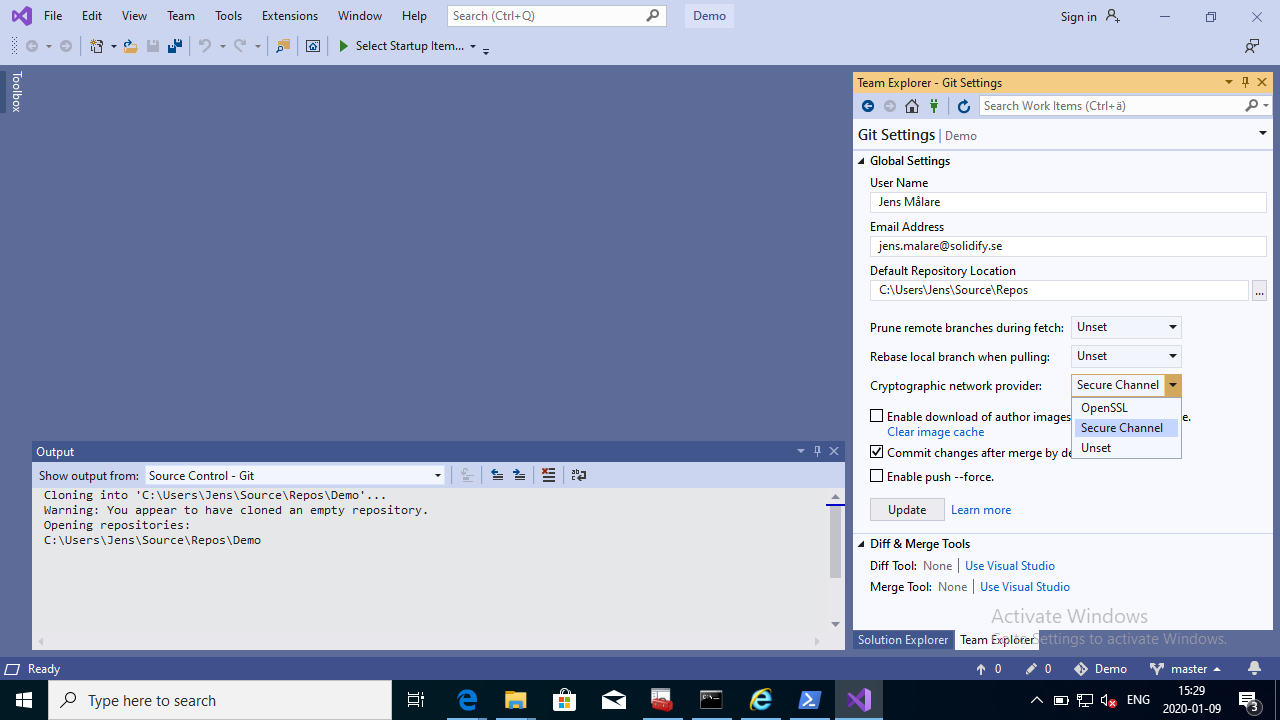 File Edit View Team Tools Extensions Window Help Search (Ctrl+Q) Demo Sign in
Select Startup Item...
Toolbox
Team Explorer - Git Settings
Search Work Items (Ctrl+ä)
Git Settings | Demo
Global Settings
User Name
Jens Målare
Email Address
jens.malare@solidify.se
Default Repository Location
C:\Users\Jens\Source\Repos
...
Prune remote branches during fetch: Unset
Rebase local branch when pulling: Unset
Cryptographic network provider: Secure Channel
OpenSSL
Secure Channel
Unset
Enable download of author images
Clear image cache
Commit changes after merge by
Enable push --force.
Update Learn more
Diff & Merge Tools
Diff Tool: None | Use Visual Studio
Merge Tool: None | Use Visual Studio
Activate Windows
Go to Settings to activate Windows.
Solution Explorer Team Explorer
Output
Show output from: Source Control - Git
Cloning into 'C:\Users\Jens\Source\Repos\Demo'...
Warning: You appear to have cloned an empty repository.
Opening repositories:
C:\Users\Jens\Source\Repos\Demo
Ready 0 0 Demo master
Type here to search
ENG
15:29
2020-01-09
3